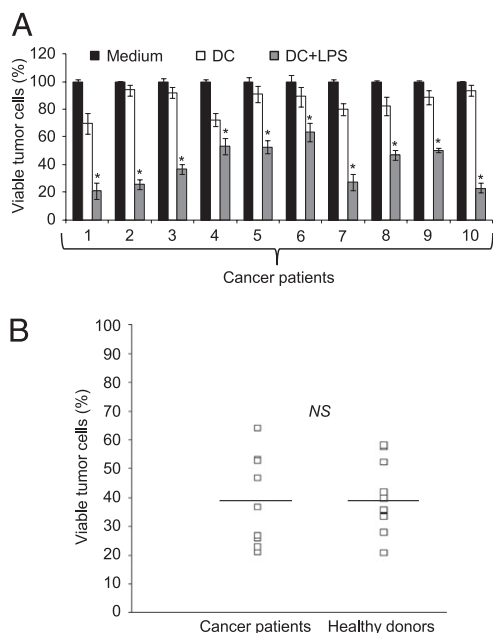 A
Medium DC DC+LPS
Viable tumor cells (%)
120
100
80
60
40
20
0
* * * * * * * * * *
1 2 3 4 5 6 7 8 9 10
Cancer patients
B
Viable tumor cells (%)
100
90
80
70
60
50
40
30
20
10
0
NS
Cancer patients Healthy donors